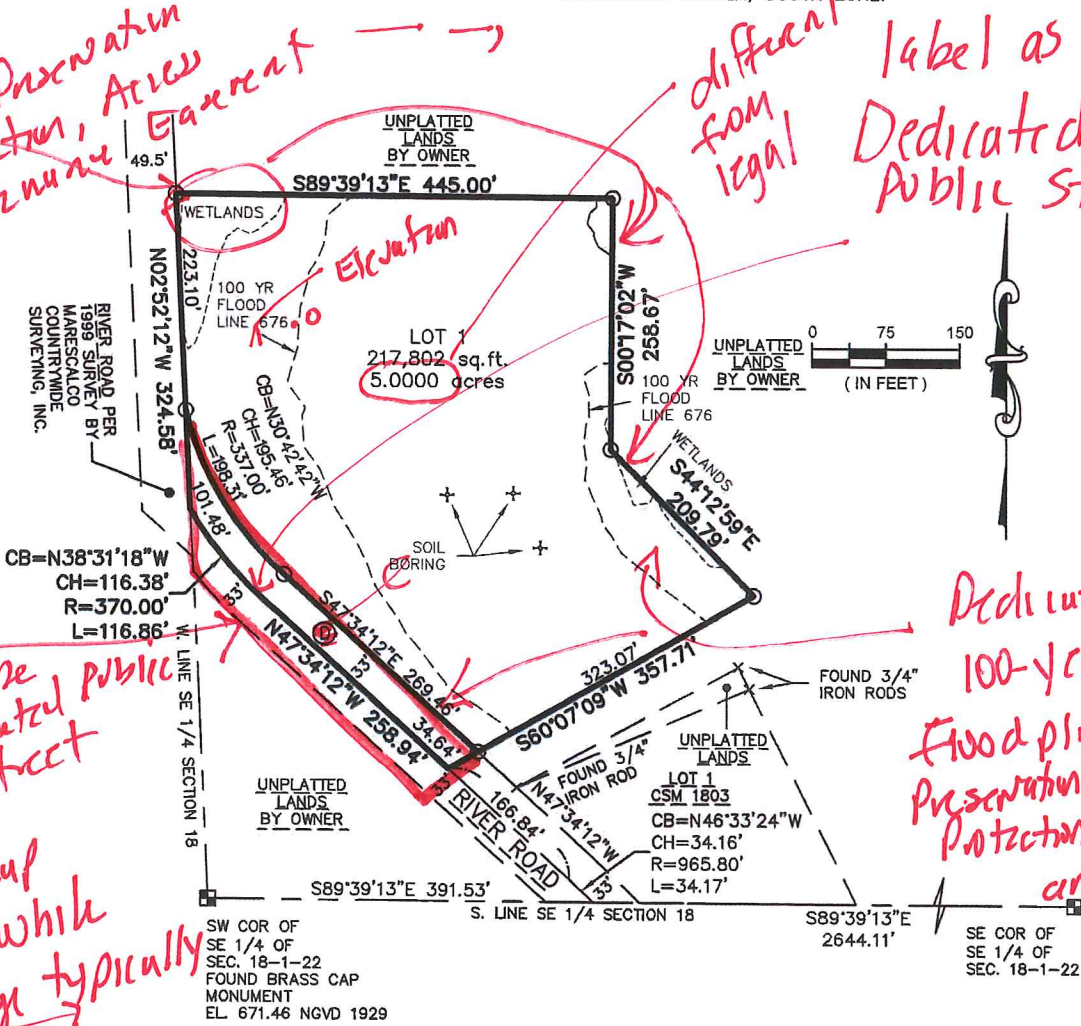 Access
Easement
different
from
legal
label as
Dedicated
Public
49.5'
UNPLATTED
LANDS
BY OWNER
S89°39'13"E 445.00'
WETLANDS
Elevation
223.10'
N02°52'12"W 324.58'
100 YR
FLOOD
LINE 676.0
LOT 1
217,802 sq.ft.
5.0000 acres
S00°17'02"W
258.67'
UNPLATTED
LANDS
BY OWNER
0 75 150
(IN FEET)
RIVER ROAD PER
1999 SURVEY BY
MARESCALCO
COUNTRYWIDE
SURVEYING, INC.
100 YR
FLOOD
LINE 676
CB=N30°42'42"W
CH=195.46'
R=337.00'
L=198.31'
WETLANDS
S44°12'59"E
209.79'
101.48'
SOIL
BORING
CB=N38°31'18"W
CH=116.38'
R=370.00'
L=116.86'
33'
S47°34'12"E 269.46'
D
33'
N47°34'12"W 258.94'
34.64'
33'
323.07'
S60°07'09"W 357.71'
W. LINE SE 1/4 SECTION 18
public
100-y
Floodpl
Preservation
Protection
FOUND 3/4"
IRON RODS
UNPLATTED
LANDS
BY OWNER
FOUND 3/4"
IRON ROD
UNPLATTED
LANDS
LOT 1
CSM 1803
CB=N46°33'24"W
CH=34.16'
R=965.80'
L=34.17'
166.84'
N47°34'12"W
RIVER ROAD
33'
up
while
typically
S89°39'13"E 391.53'
S. LINE SE 1/4 SECTION 18
S89°39'13"E
2644.11'
SW COR OF
SE 1/4 OF
SEC. 18-1-22
FOUND BRASS CAP
MONUMENT
EL. 671.46 NGVD 1929
SE COR OF
SE 1/4 OF
SEC. 18-1-22